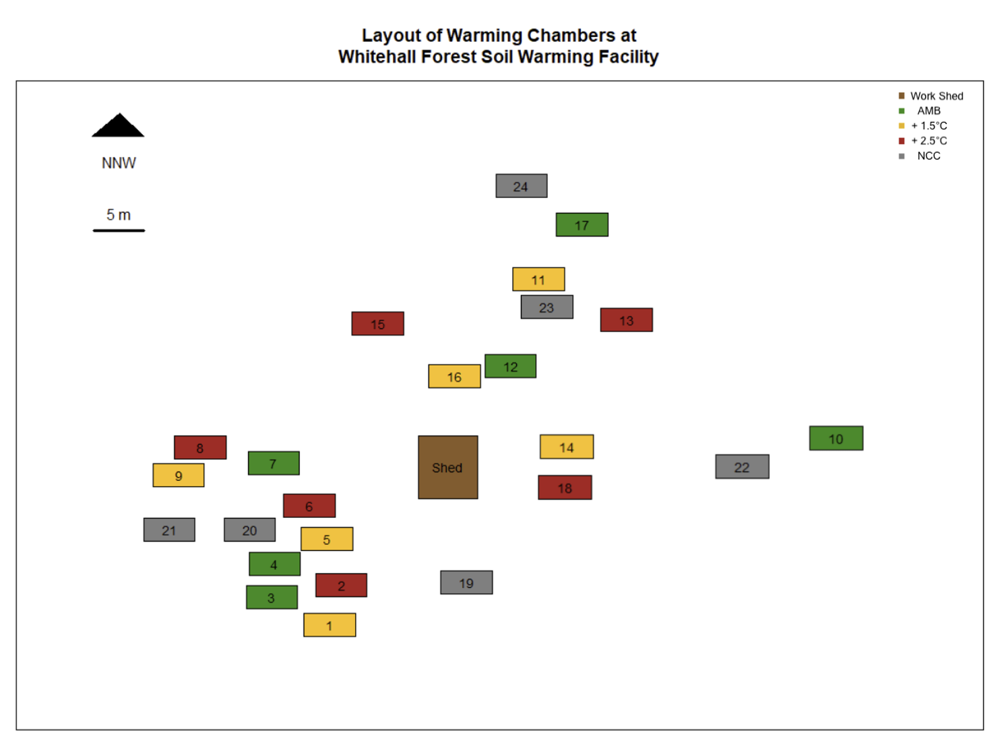 Layout of Warming Chambers at
Whitehall Forest Soil Warming Facility
Work Shed
AMB
+ 1.5°C
+ 2.5°C
NCC
NNW
5 m
24
17
11
23
15
13
12
16
10
14
8
7
22
Shed
9
18
6
21
20
5
4
19
2
3
1